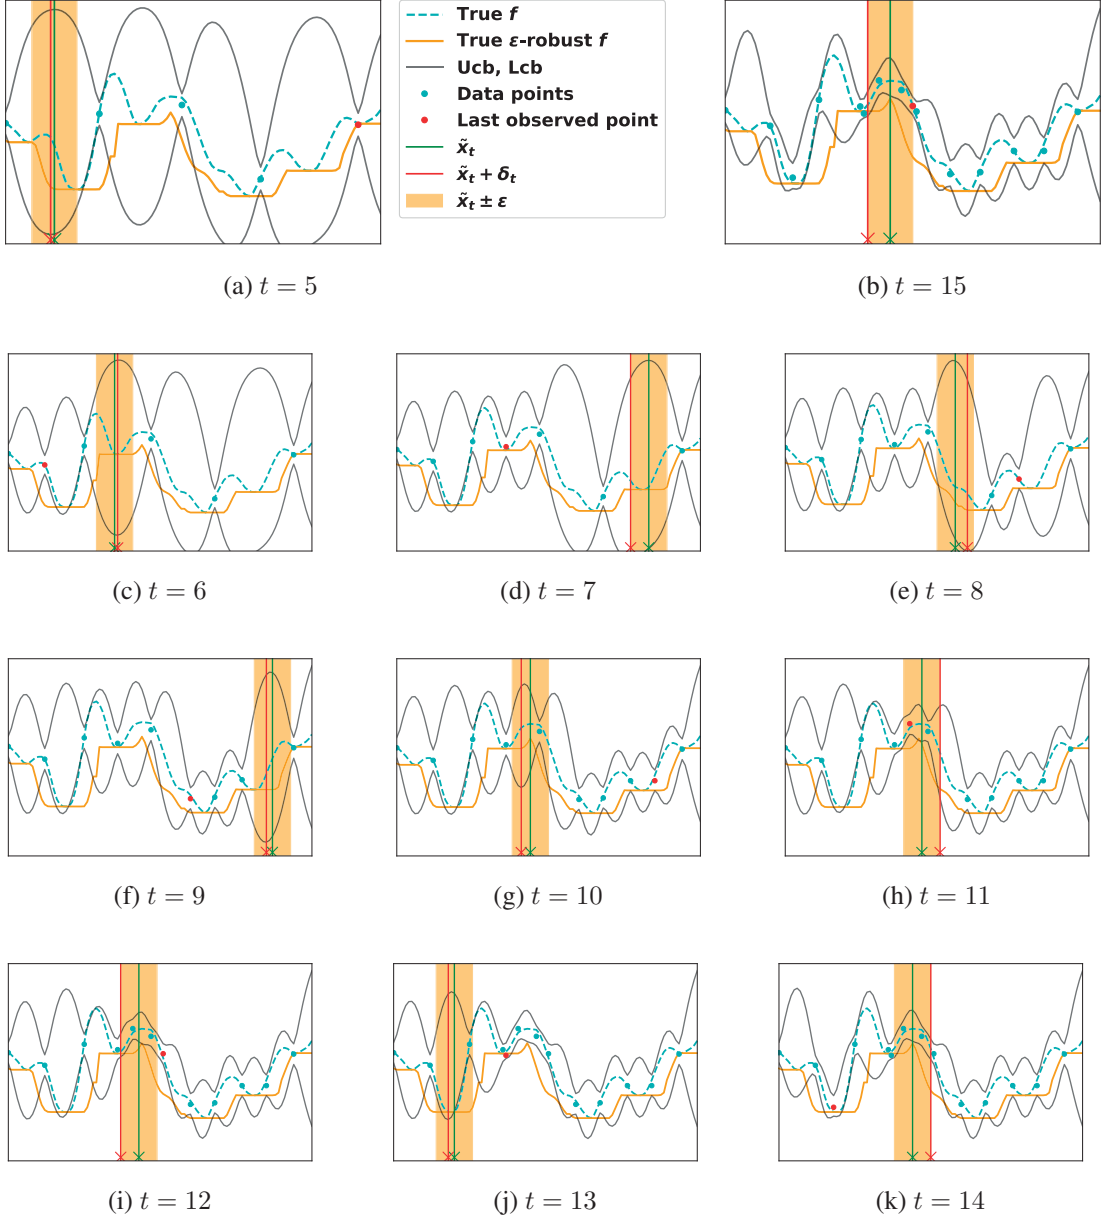 True f
True ε-robust f
Ucb, Lcb
Data points
Last observed point
x̃ₜ
x̃ₜ + δₜ
x̃ₜ ± ε
(a) t = 5
(b) t = 15
(c) t = 6
(d) t = 7
(e) t = 8
(f) t = 9
(g) t = 10
(h) t = 11
(i) t = 12
(j) t = 13
(k) t = 14